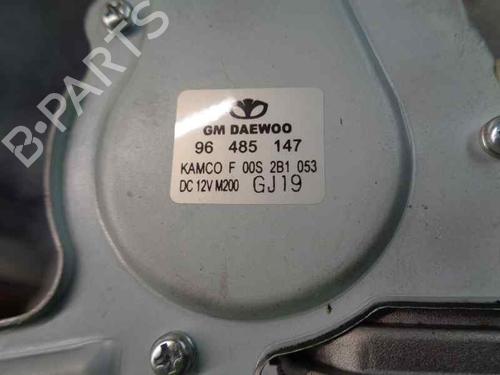 B-PARTS
GM DAEWOO
96 485 147
KAMCO F 00S 2B1 053
DC 12V M200 GJ19